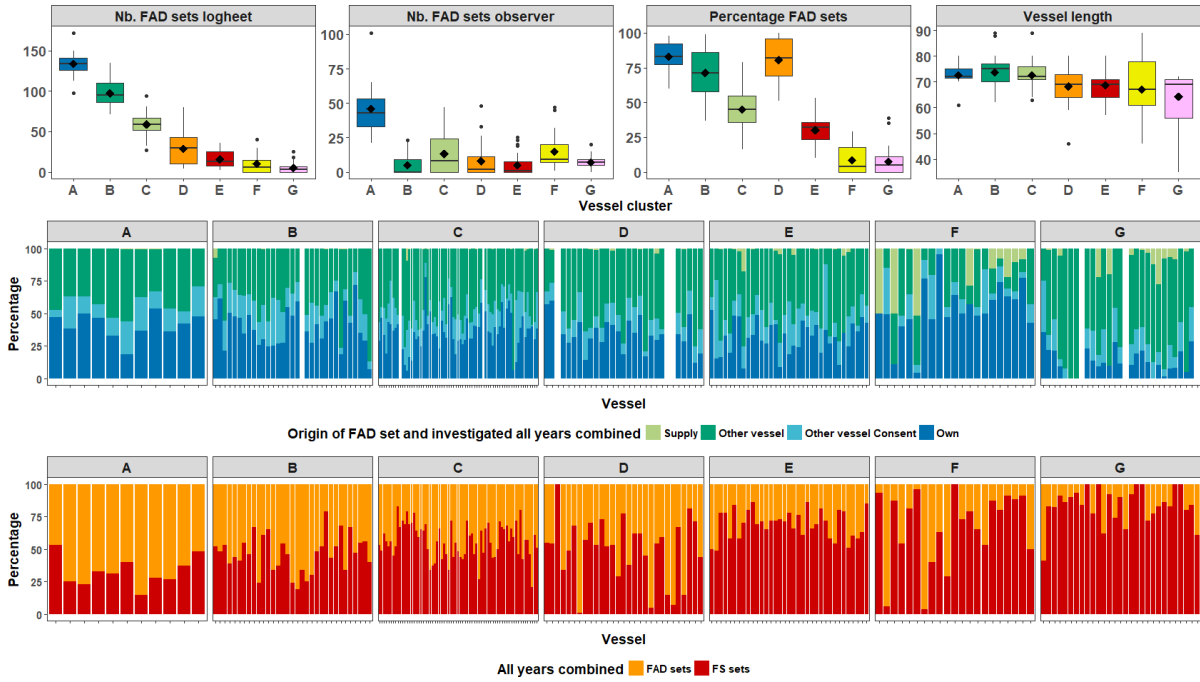 Nb. FAD sets logheet Nb. FAD sets observer Percentage FAD sets Vessel length
150
100
50
0
100
75
50
25
0
100
75
50
25
0
90
80
70
60
50
40
A B C D E F G A B C D E F G A B C D E F G A B C D E F G
Vessel cluster
A B C D E F G
Percentage
100
75
50
25
0
Vessel
Origin of FAD set and investigated all years combined Supply Other vessel Other vessel Consent Own
A B C D E F G
Percentage
100
75
50
25
0
Vessel
All years combined FAD sets FS sets